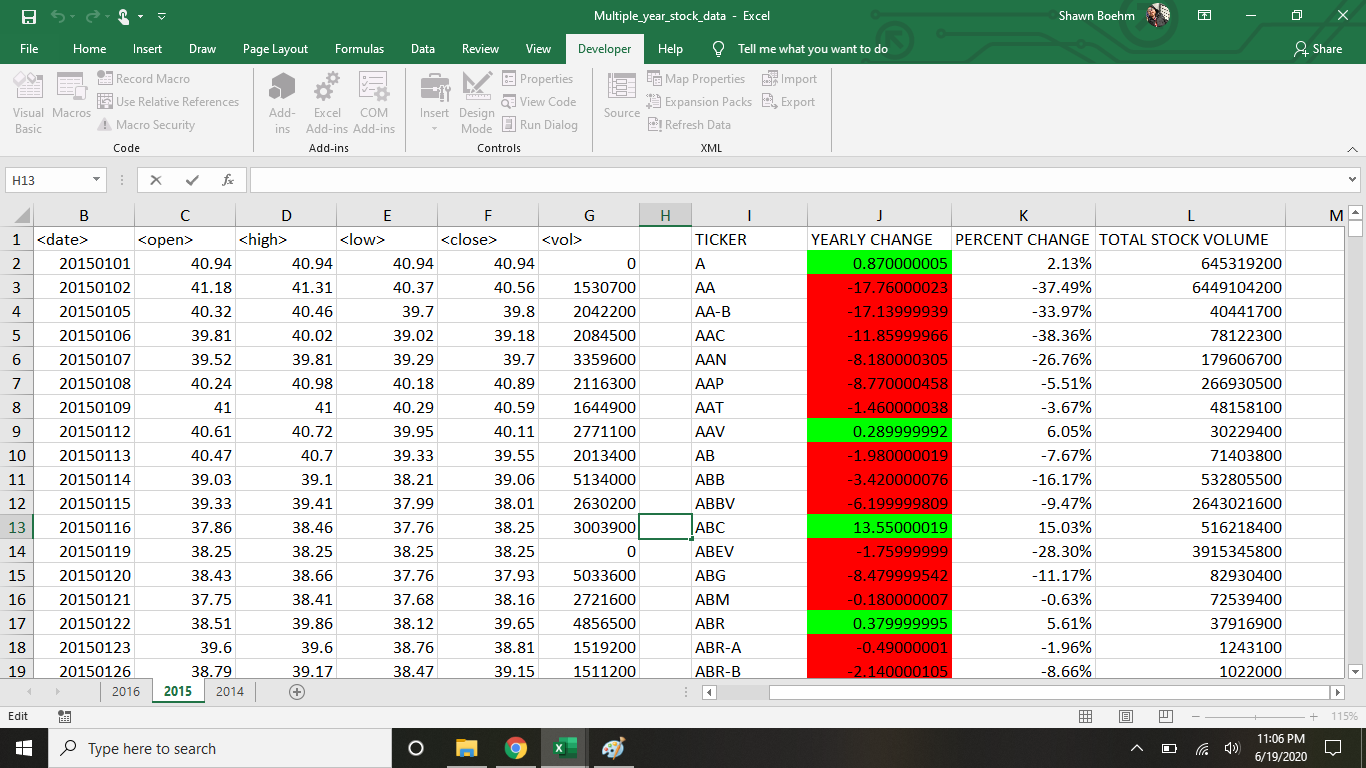 Multiple_year_stock_data - Excel Shawn Boehm
File Home Insert Draw Page Layout Formulas Data Review View Developer Help Tell me what you want to do Share
Visual Basic Macros Record Macro Use Relative References Macro Security
Add-ins Excel Add-ins COM Add-ins
Insert Design Mode Properties View Code Run Dialog
Source Map Properties Expansion Packs Refresh Data Import Export
Code Add-ins Controls XML
H13 fx
B C D E F G H I J K L M
1 <date> <open> <high> <low> <close> <vol> TICKER YEARLY CHANGE PERCENT CHANGE TOTAL STOCK VOLUME
2 20150101 40.94 40.94 40.94 40.94 0 A 0.870000005 2.13% 645319200
3 20150102 41.18 41.31 40.37 40.56 1530700 AA -17.76000023 -37.49% 6449104200
4 20150105 40.32 40.46 39.7 39.8 2042200 AA-B -17.13999939 -33.97% 40441700
5 20150106 39.81 40.02 39.02 39.18 2084500 AAC -11.85999966 -38.36% 78122300
6 20150107 39.52 39.81 39.29 39.7 3359600 AAN -8.180000305 -26.76% 179606700
7 20150108 40.24 40.98 40.18 40.89 2116300 AAP -8.770000458 -5.51% 266930500
8 20150109 41 41 40.29 40.59 1644900 AAT -1.460000038 -3.67% 48158100
9 20150112 40.61 40.72 39.95 40.11 2771100 AAV 0.289999992 6.05% 30229400
10 20150113 40.47 40.7 39.33 39.55 2013400 AB -1.980000019 -7.67% 71403800
11 20150114 39.03 39.1 38.21 39.06 5134000 ABB -3.420000076 -16.17% 532805500
12 20150115 39.33 39.41 37.99 38.01 2630200 ABBV -6.199999809 -9.47% 2643021600
13 20150116 37.86 38.46 37.76 38.25 3003900 ABC 13.55000019 15.03% 516218400
14 20150119 38.25 38.25 38.25 38.25 0 ABEV -1.75999999 -28.30% 3915345800
15 20150120 38.43 38.66 37.76 37.93 5033600 ABG -8.479999542 -11.17% 82930400
16 20150121 37.75 38.41 37.68 38.16 2721600 ABM -0.180000007 -0.63% 72539400
17 20150122 38.51 39.86 38.12 39.65 4856500 ABR 0.379999995 5.61% 37916900
18 20150123 39.6 39.6 38.76 38.81 1519200 ABR-A -0.49000001 -1.96% 1243100
19 20150126 38.79 39.17 38.47 39.15 1511200 ABR-B -2.140000105 -8.66% 1022000
2016 2015 2014
Edit 115%
Type here to search 11:06 PM
6/19/2020